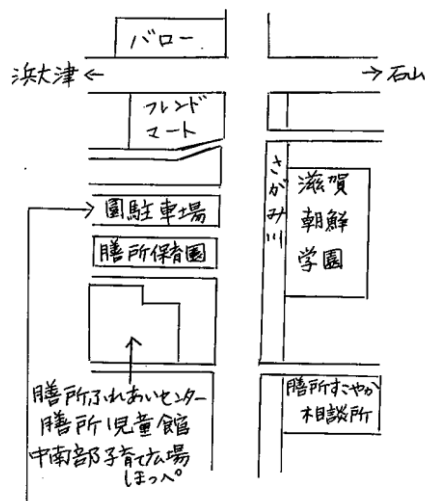 バロー
浜大津←
→石山
フレンド
マート
さがみ川
滋賀
朝鮮
学園
園駐車場
膳所保育園
膳所ふれあいセンター
膳所児童館
中南部子育て広場
ほっぺ
膳所すこやか
相談所